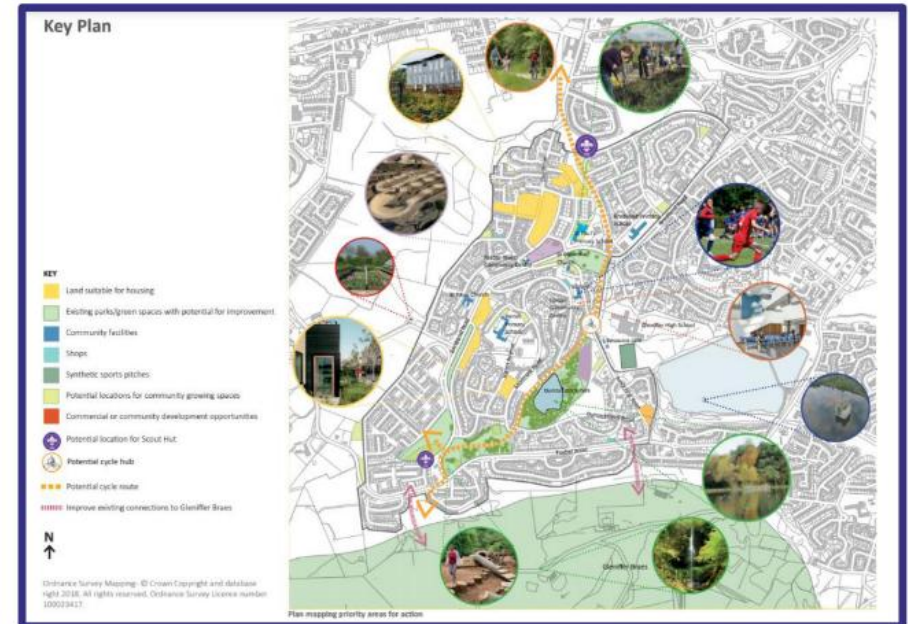 Key Plan
KEY
Land suitable for housing
Existing parks/green spaces with potential for improvement
Community facilities
Shops
Synthetic sports pitches
Potential locations for community growing spaces
Commercial or community development opportunities
Potential location for Scout Hut
Potential cycle hub
Potential cycle route
Improve existing connections to Gleniffer Braes
N
Ordnance Survey Mapping- © Crown Copyright and database
right 2018. All rights reserved. Ordnance Survey Licence number
100023417
Primary School
Church
Gleniffer High School
Gleniffer Braes
Plan mapping priority areas for action